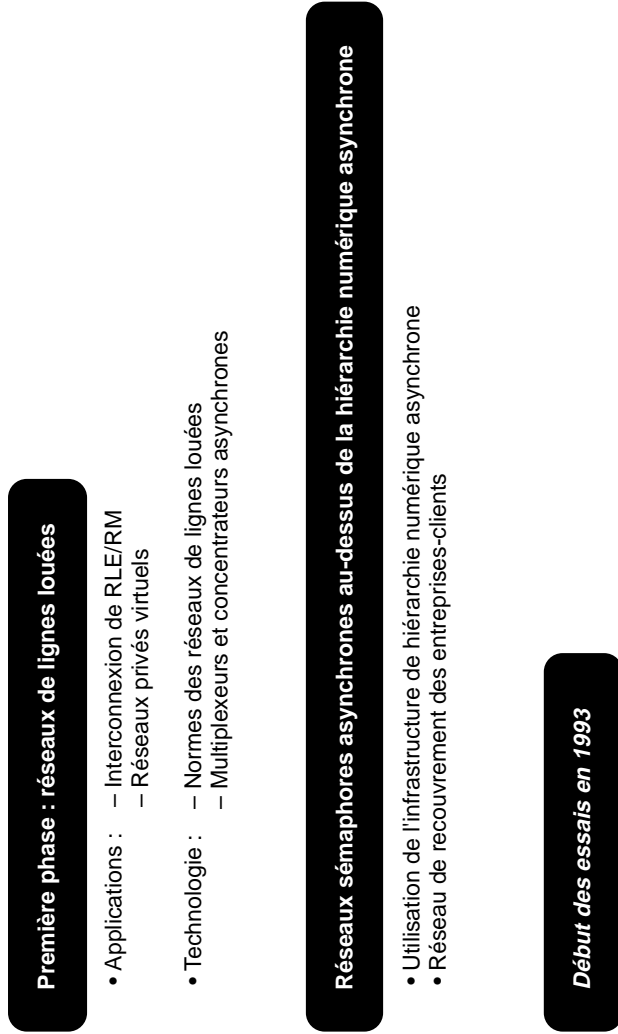 Première phase : réseaux de lignes louées
• Applications : – Interconnexion de RLE/RM
– Réseaux privés virtuels
• Technologie : – Normes des réseaux de lignes louées
– Multiplexeurs et concentrateurs asynchrones
Réseaux sémaphores asynchrones au-dessus de la hiérarchie numérique asynchrone
• Utilisation de l'infrastructure de hiérarchie numérique asynchrone
• Réseau de recouvrement des entreprises-clients
Début des essais en 1993